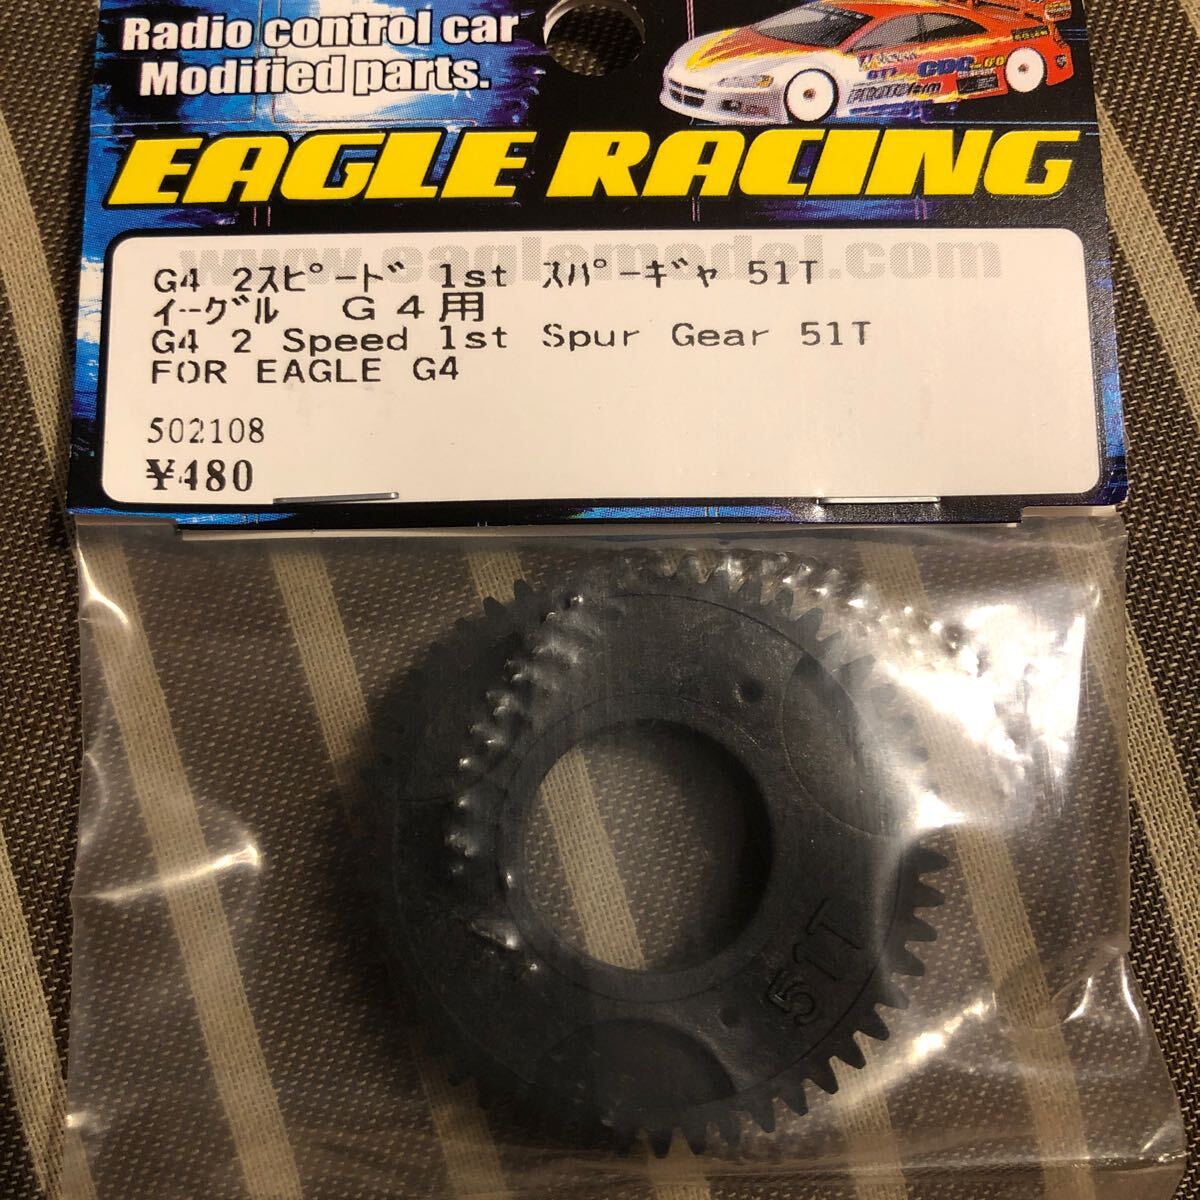 Radio control car
Modified parts.
EAGLE RACING
www.eaglemodel.com
G4 2スピード 1st スパーギヤ 51T
イーグル G4用
G4 2 Speed 1st Spur Gear 51T
FOR EAGLE G4
502108
¥480
51T